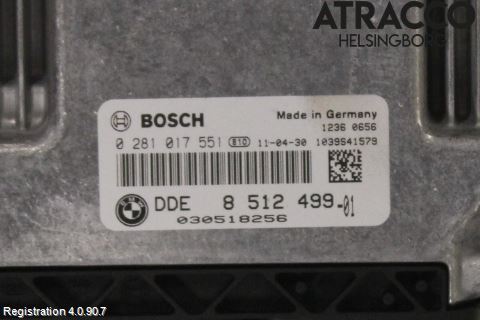 ATRACCO
HELSINGBORG
BOSCH
Made in Germany
1236 0656
0 281 017 551 E10 11-04-30 1039S41579
DDE 8 512 499-01
030518256
Registration 4.0.90.7